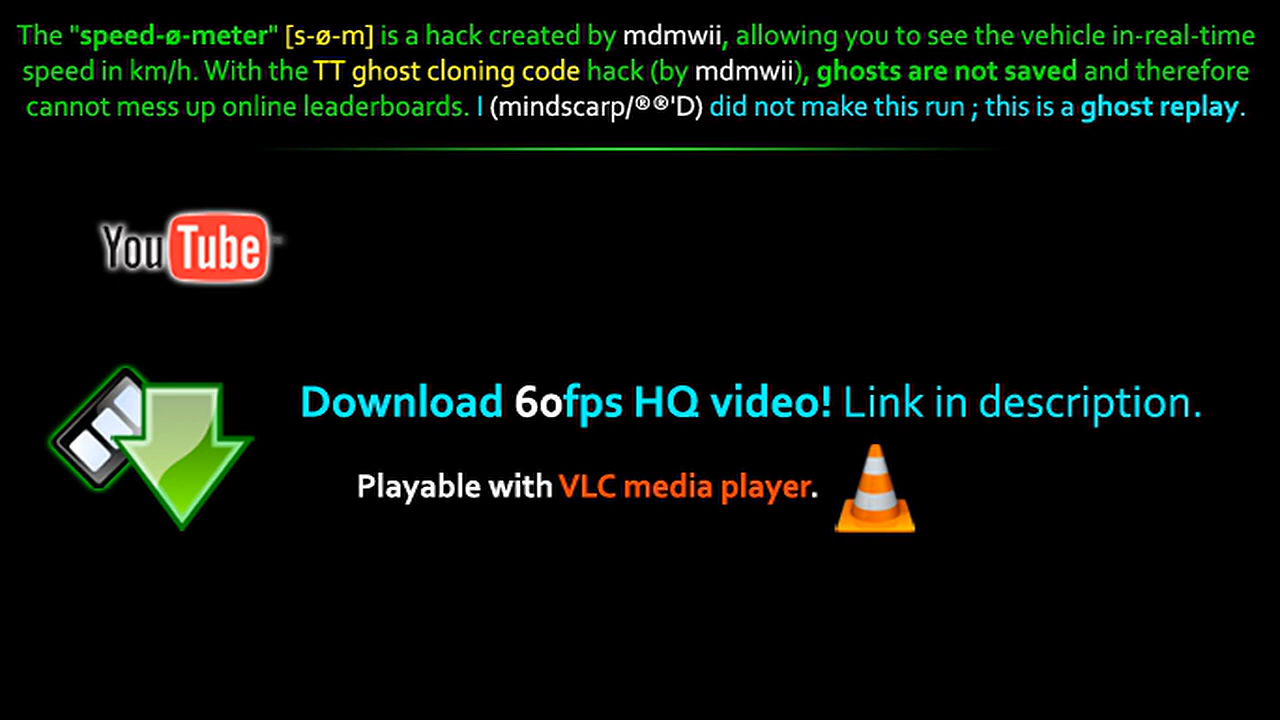 The "speed-ø-meter" [s-ø-m] is a hack created by mdmwii, allowing you to see the vehicle in-real-time
speed in km/h. With the TT ghost cloning code hack (by mdmwii), ghosts are not saved and therefore
cannot mess up online leaderboards. I (mindscarp/®®'D) did not make this run ; this is a ghost replay.
YouTube
Download 60fps HQ video! Link in description.
Playable with VLC media player.